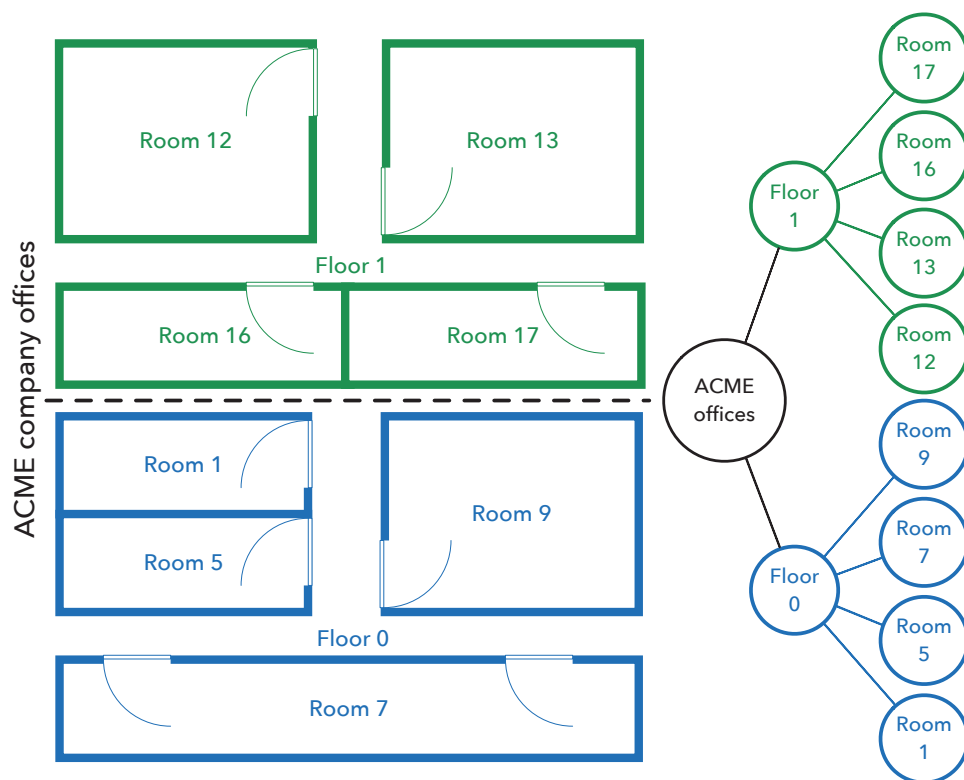 ACME company offices
Room 12
Room 13
Floor 1
Room 16
Room 17
Room 1
Room 9
Room 5
Floor 0
Room 7
Room
17
Room
16
Floor
1
Room
13
Room
12
ACME
offices
Room
9
Room
7
Floor
0
Room
5
Room
1